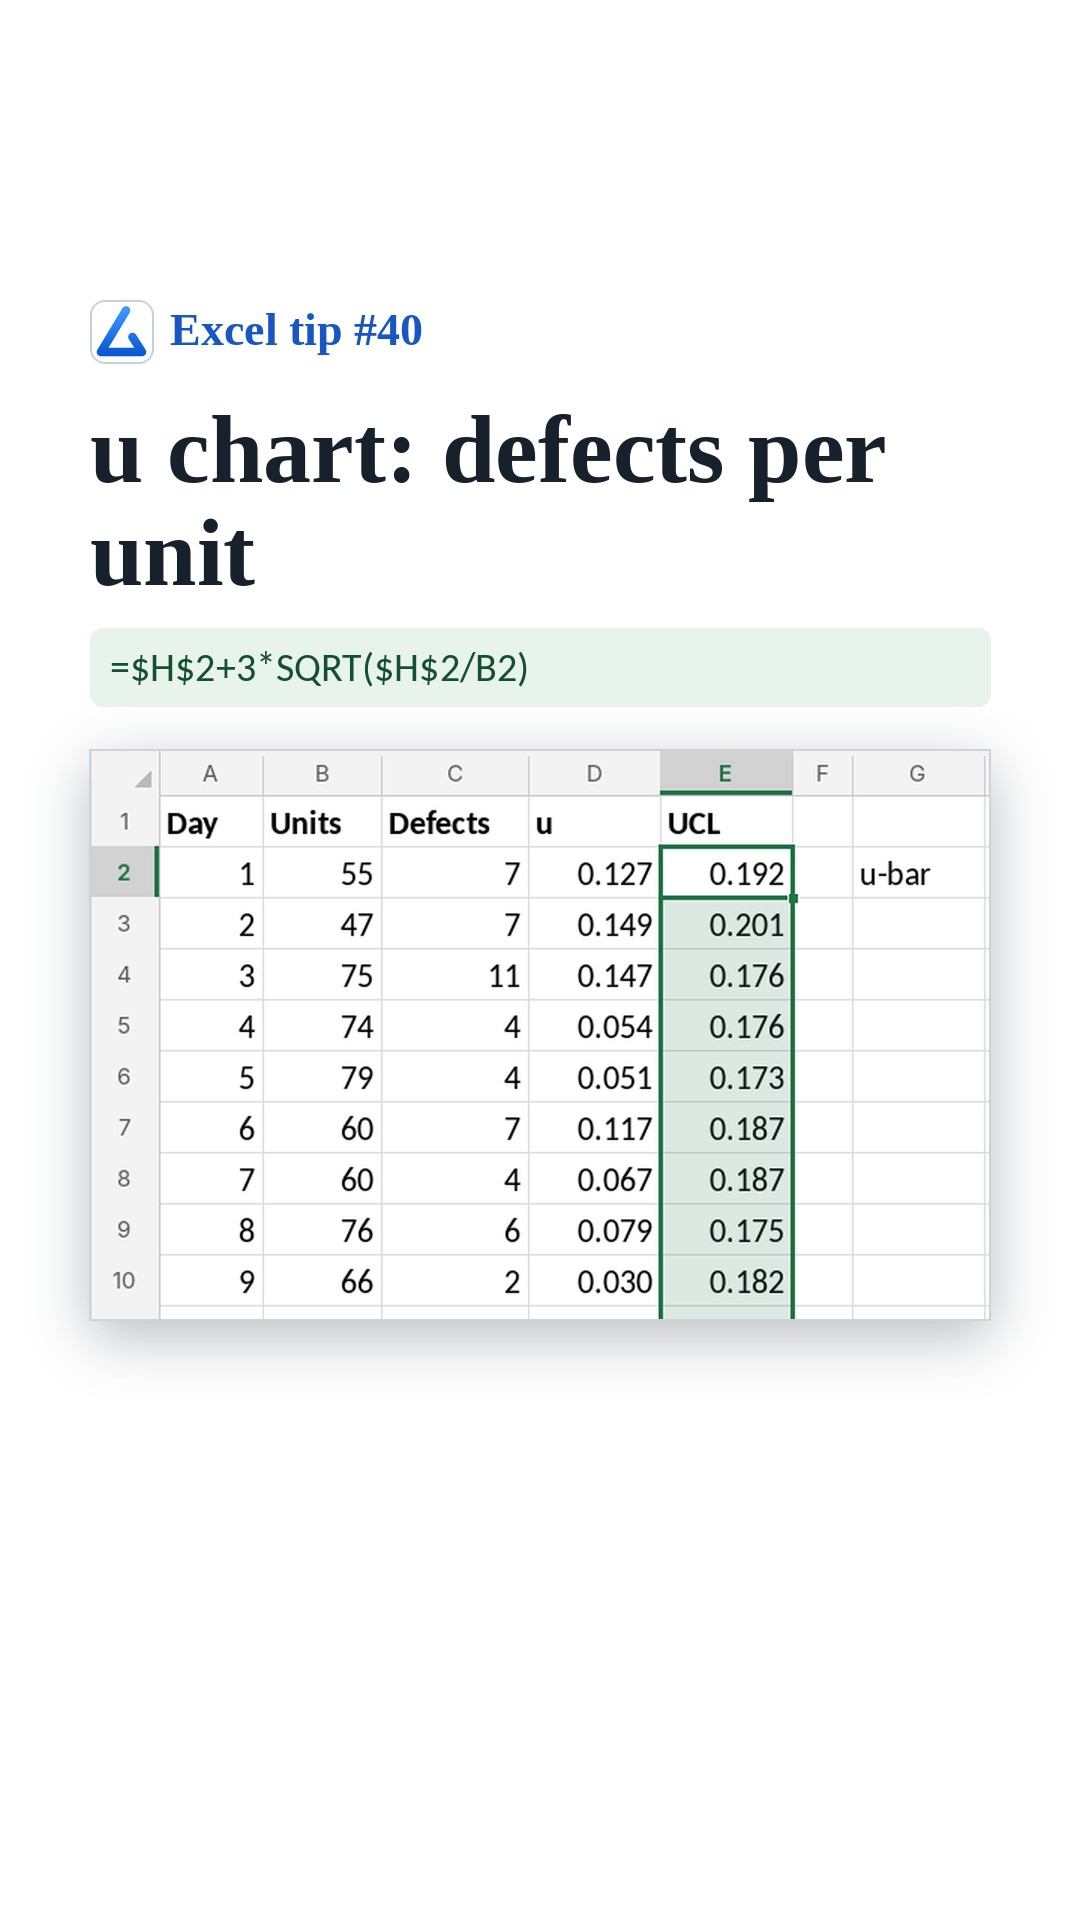 Excel tip #40
u chart: defects per
unit
=$H$2+3*SQRT($H$2/B2)
A B C D E F G
1 Day Units Defects u UCL
2 1 55 7 0.127 0.192 u-bar
3 2 47 7 0.149 0.201
4 3 75 11 0.147 0.176
5 4 74 4 0.054 0.176
6 5 79 4 0.051 0.173
7 6 60 7 0.117 0.187
8 7 60 4 0.067 0.187
9 8 76 6 0.079 0.175
10 9 66 2 0.030 0.182